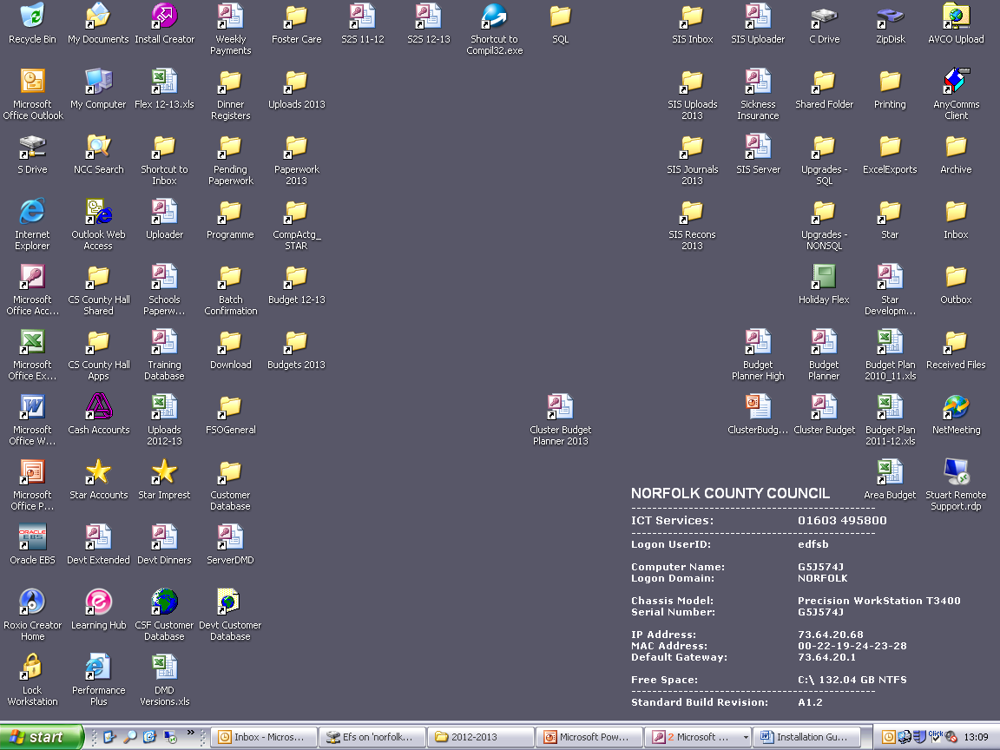 Recycle Bin
My Documents
Install Creator
Weekly
Payments
Foster Care
S2S 11-12
S2S 12-13
Shortcut to
Compil32.exe
SQL
SIS Inbox
SIS Uploader
C Drive
ZipDisk
AVCO Upload
Microsoft
Office Outlook
My Computer
Flex 12-13.xls
Dinner
Registers
Uploads 2013
SIS Uploads
2013
Sickness
Insurance
Shared Folder
Printing
AnyComms
Client
S Drive
NCC Search
Shortcut to
Inbox
Pending
Paperwork
Paperwork
2013
SIS Journals
2013
SIS Server
Upgrades -
SQL
ExcelExports
Archive
Internet
Explorer
Outlook Web
Access
Uploader
Programme
CompActg_
STAR
SIS Recons
2013
Upgrades -
NONSQL
Star
Inbox
Microsoft
Office Acc...
CS County Hall
Shared
Schools
Paperw...
Batch
Confirmation
Budget 12-13
Holiday Flex
Star
Developm...
Outbox
Microsoft
Office Ex...
CS County Hall
Apps
Training
Database
Download
Budgets 2013
Budget
Planner High
Budget
Planner
Budget Plan
2010_11.xls
Received Files
Microsoft
Office W...
Cash Accounts
Uploads
2012-13
FSOGeneral
Cluster Budget
Planner 2013
ClusterBudg...
Cluster Budget
Budget Plan
2011-12.xls
NetMeeting
Microsoft
Office P...
Star Accounts
Star Imprest
Customer
Database
Area Budget
Stuart Remote
Support.rdp
ORACLE
EBS
Oracle EBS
Devt Extended
Devt Dinners
ServerDMD
Roxio Creator
Home
Learning Hub
CSF Customer
Database
Devt Customer
Database
Lock
Workstation
Performance
Plus
DMD
Versions.xls
NORFOLK COUNTY COUNCIL
ICT Services: 01603 495800
Logon UserID: edfsb
Computer Name: G5J574J
Logon Domain: NORFOLK
Chassis Model: Precision WorkStation T3400
Serial Number: G5J574J
IP Address: 73.64.20.68
MAC Address: 00-22-19-24-23-28
Default Gateway: 73.64.20.1
Free Space: C:\ 132.04 GB NTFS
Standard Build Revision: A1.2
start
Inbox - Micros...
Efs on 'norfolk...
2012-2013
Microsoft Pow...
2 Microsoft ...
Installation Gu...
Click
13:09